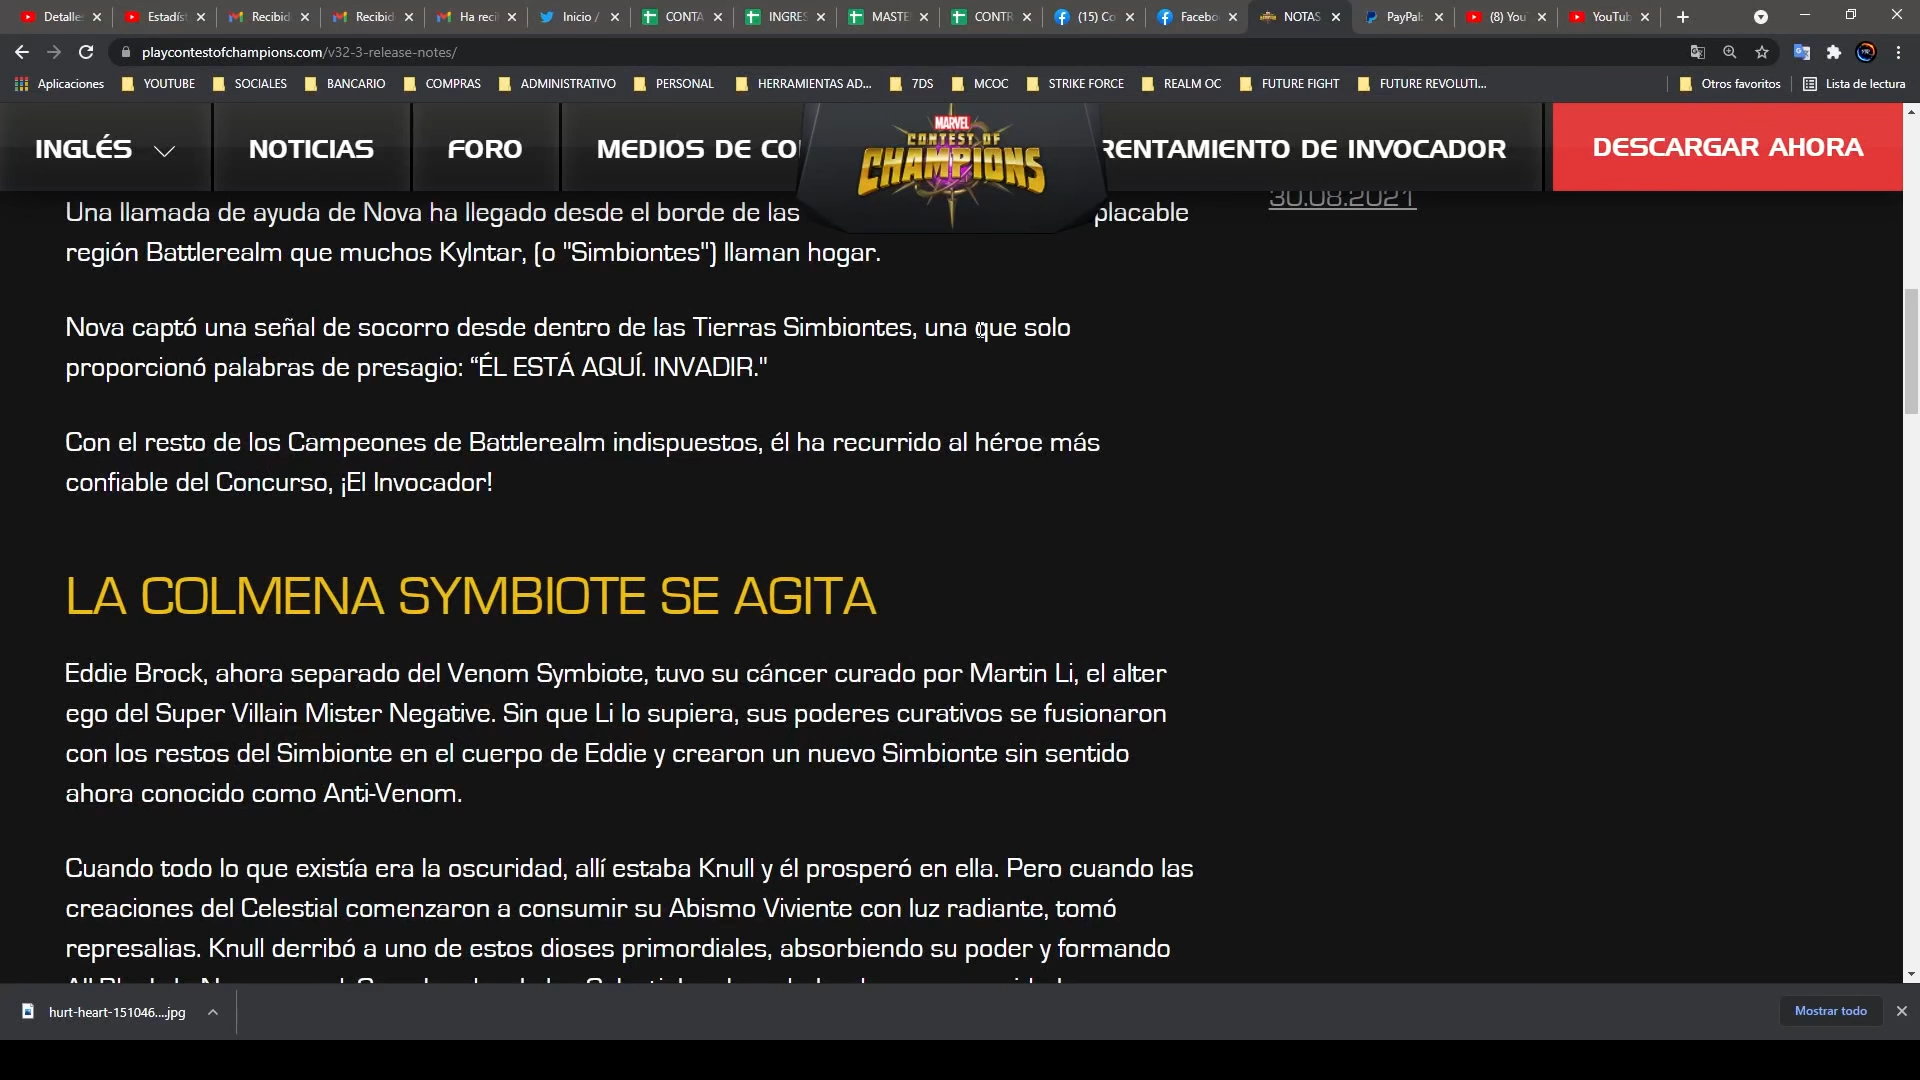 Detalle
Estadíst
Recibid
Recibid
Ha reci
Inicio /
CONTA
INGRES
MASTE
CONTR
(15) Co
Facebo
NOTAS
PayPal:
(8) You
YouTub
playcontestofchampions.com/v32-3-release-notes/
Aplicaciones
YOUTUBE
SOCIALES
BANCARIO
COMPRAS
ADMINISTRATIVO
PERSONAL
HERRAMIENTAS AD...
7DS
MCOC
STRIKE FORCE
REALM OC
FUTURE FIGHT
FUTURE REVOLUTI...
Otros favoritos
Lista de lectura
INGLÉS
NOTICIAS
FORO
MEDIOS DE CO
MARVEL
CONTEST OF
CHAMPIONS
RENTAMIENTO DE INVOCADOR
DESCARGAR AHORA
30.08.2021
Una llamada de ayuda de Nova ha llegado desde el borde de las placable
región Battlerealm que muchos Kylntar, (o "Simbiontes") llaman hogar.
Nova captó una señal de socorro desde dentro de las Tierras Simbiontes, una que solo
proporcionó palabras de presagio: “ÉL ESTÁ AQUÍ. INVADIR."
Con el resto de los Campeones de Battlerealm indispuestos, él ha recurrido al héroe más
confiable del Concurso, ¡El Invocador!
LA COLMENA SYMBIOTE SE AGITA
Eddie Brock, ahora separado del Venom Symbiote, tuvo su cáncer curado por Martin Li, el alter
ego del Super Villain Mister Negative. Sin que Li lo supiera, sus poderes curativos se fusionaron
con los restos del Simbionte en el cuerpo de Eddie y crearon un nuevo Simbionte sin sentido
ahora conocido como Anti-Venom.
Cuando todo lo que existía era la oscuridad, allí estaba Knull y él prosperó en ella. Pero cuando las
creaciones del Celestial comenzaron a consumir su Abismo Viviente con luz radiante, tomó
represalias. Knull derribó a uno de estos dioses primordiales, absorbiendo su poder y formando
hurt-heart-151046....jpg
Mostrar todo